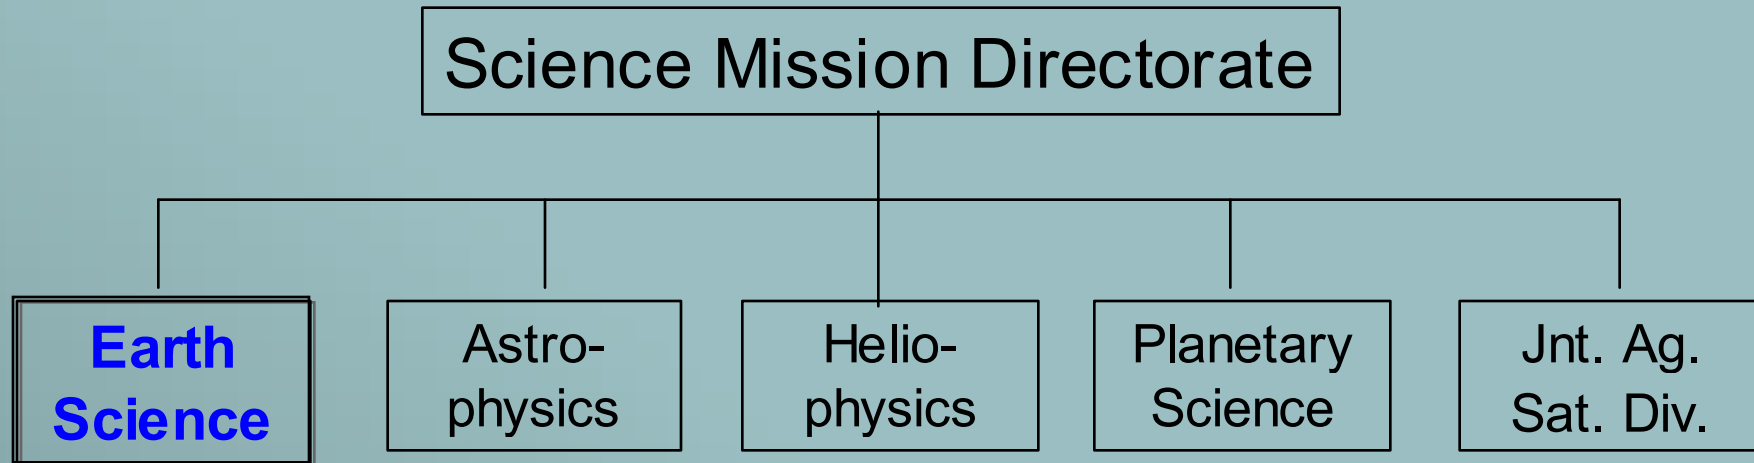 Science Mission Directorate
Earth
Science
Astro-
physics
Helio-
physics
Planetary
Science
Jnt. Ag.
Sat. Div.